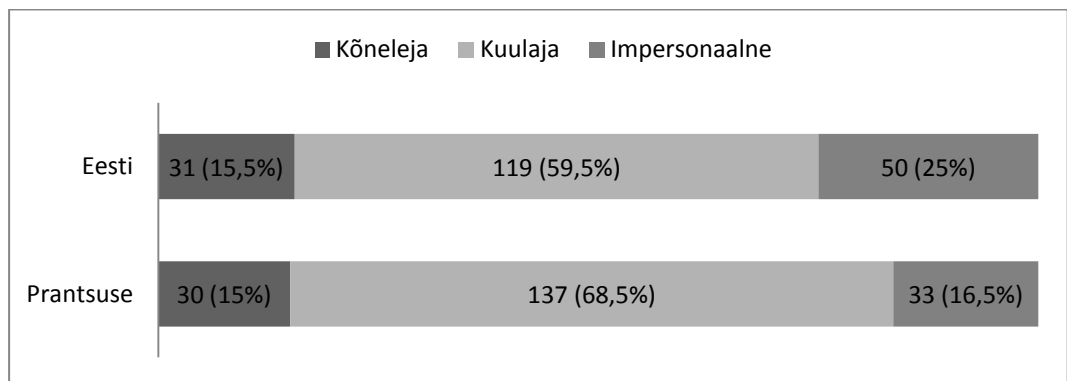 Kõneleja Kuulaja Impersonaalne
Eesti 31 (15,5%) 119 (59,5%) 50 (25%)
Prantsuse 30 (15%) 137 (68,5%) 33 (16,5%)